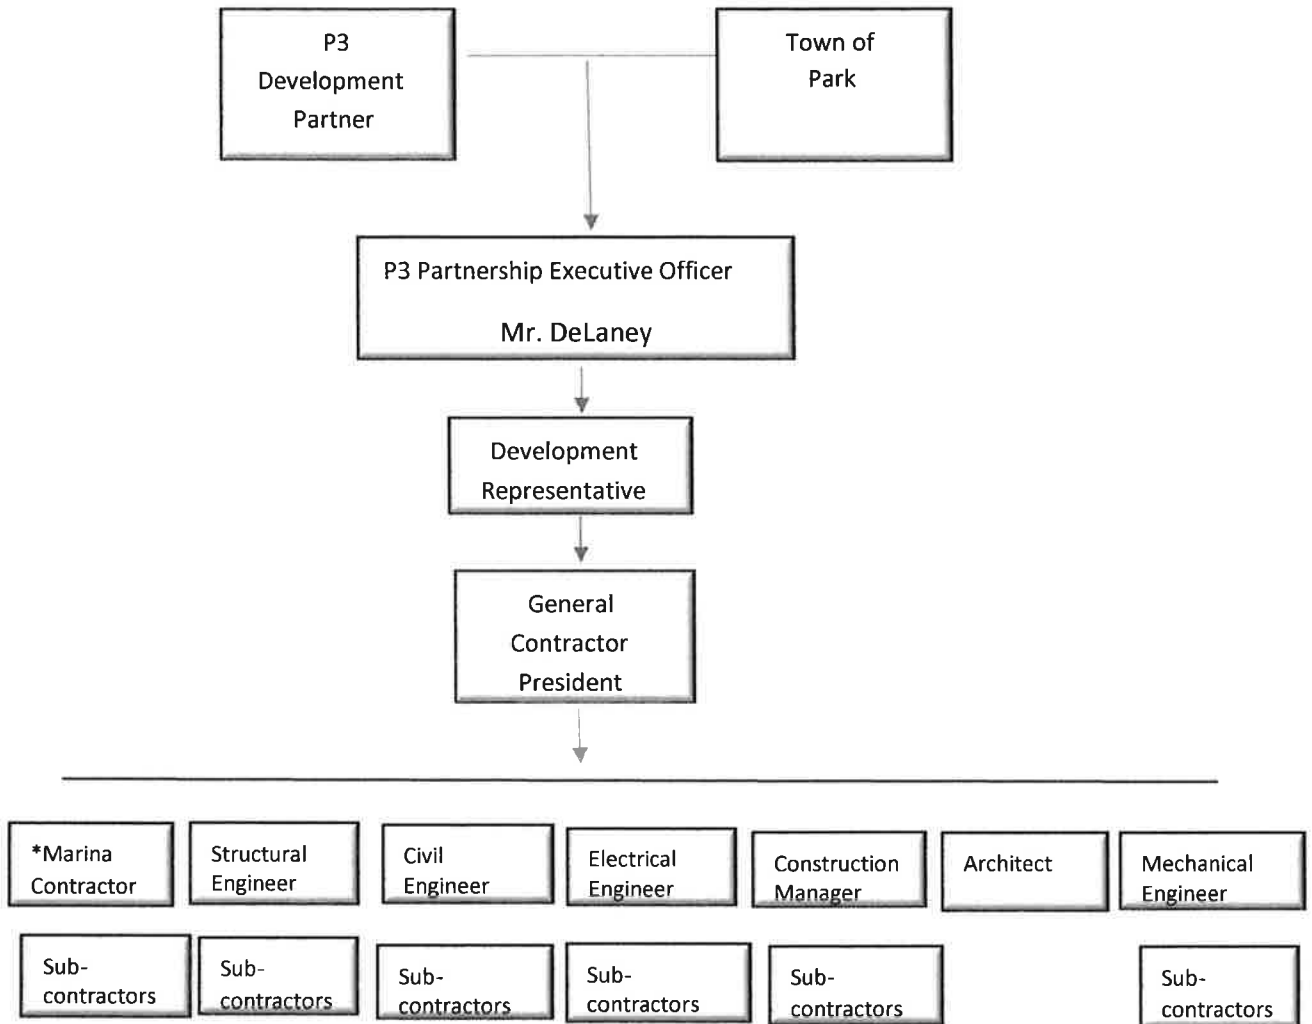 P3
Development
Partner
Town of
Park
P3 Partnership Executive Officer
Mr. DeLaney
Development
Representative
General
Contractor
President
*Marina
Contractor
Structural
Engineer
Civil
Engineer
Electrical
Engineer
Construction
Manager
Architect
Mechanical
Engineer
Sub-
contractors
Sub-
contractors
Sub-
contractors
Sub-
contractors
Sub-
contractors
Sub-
contractors